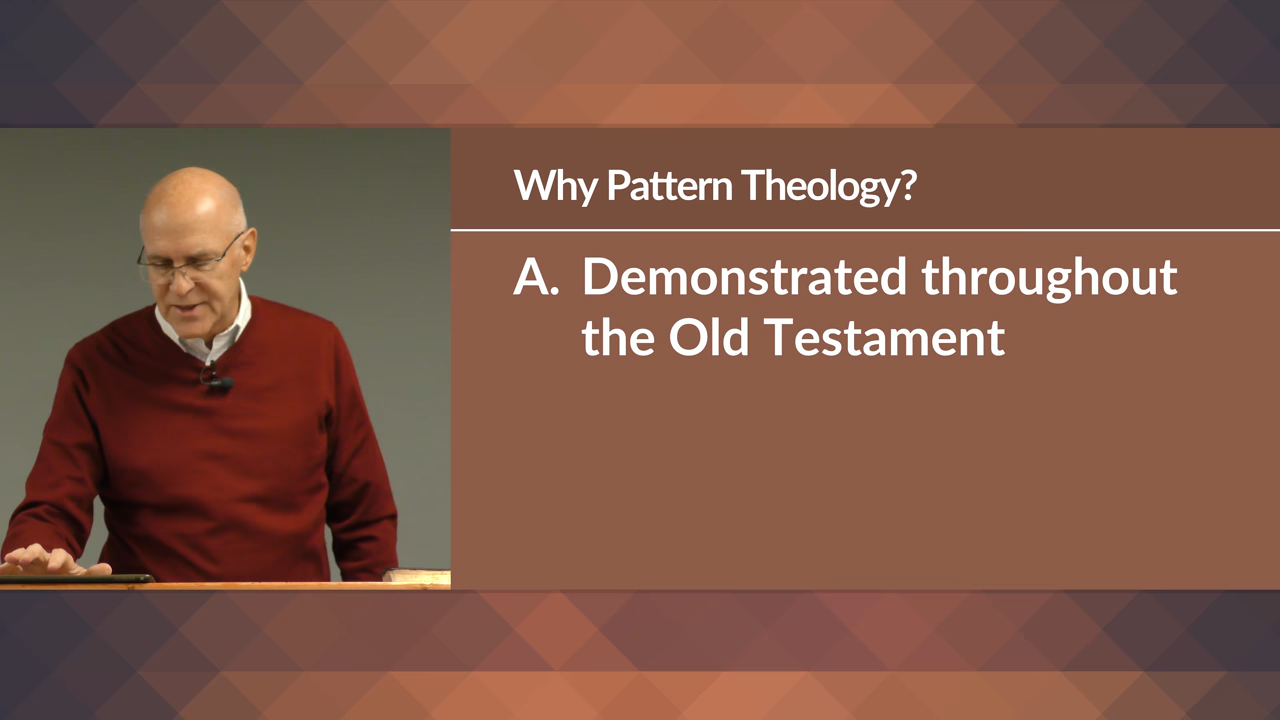 Why Pattern Theology?
A. Demonstrated throughout
the Old Testament